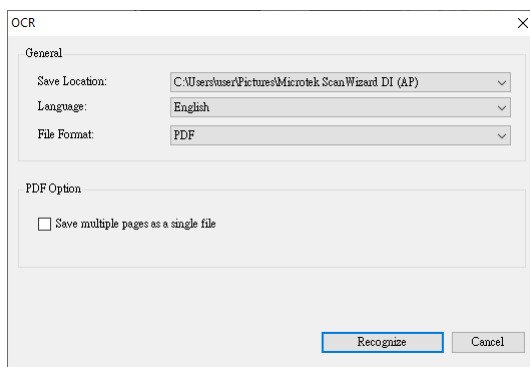 OCR
General
Save Location: C:\Users\user\Pictures\Microtek ScanWizard DI (AP)
Language: English
File Format: PDF
PDF Option
Save multiple pages as a single file
Recognize Cancel